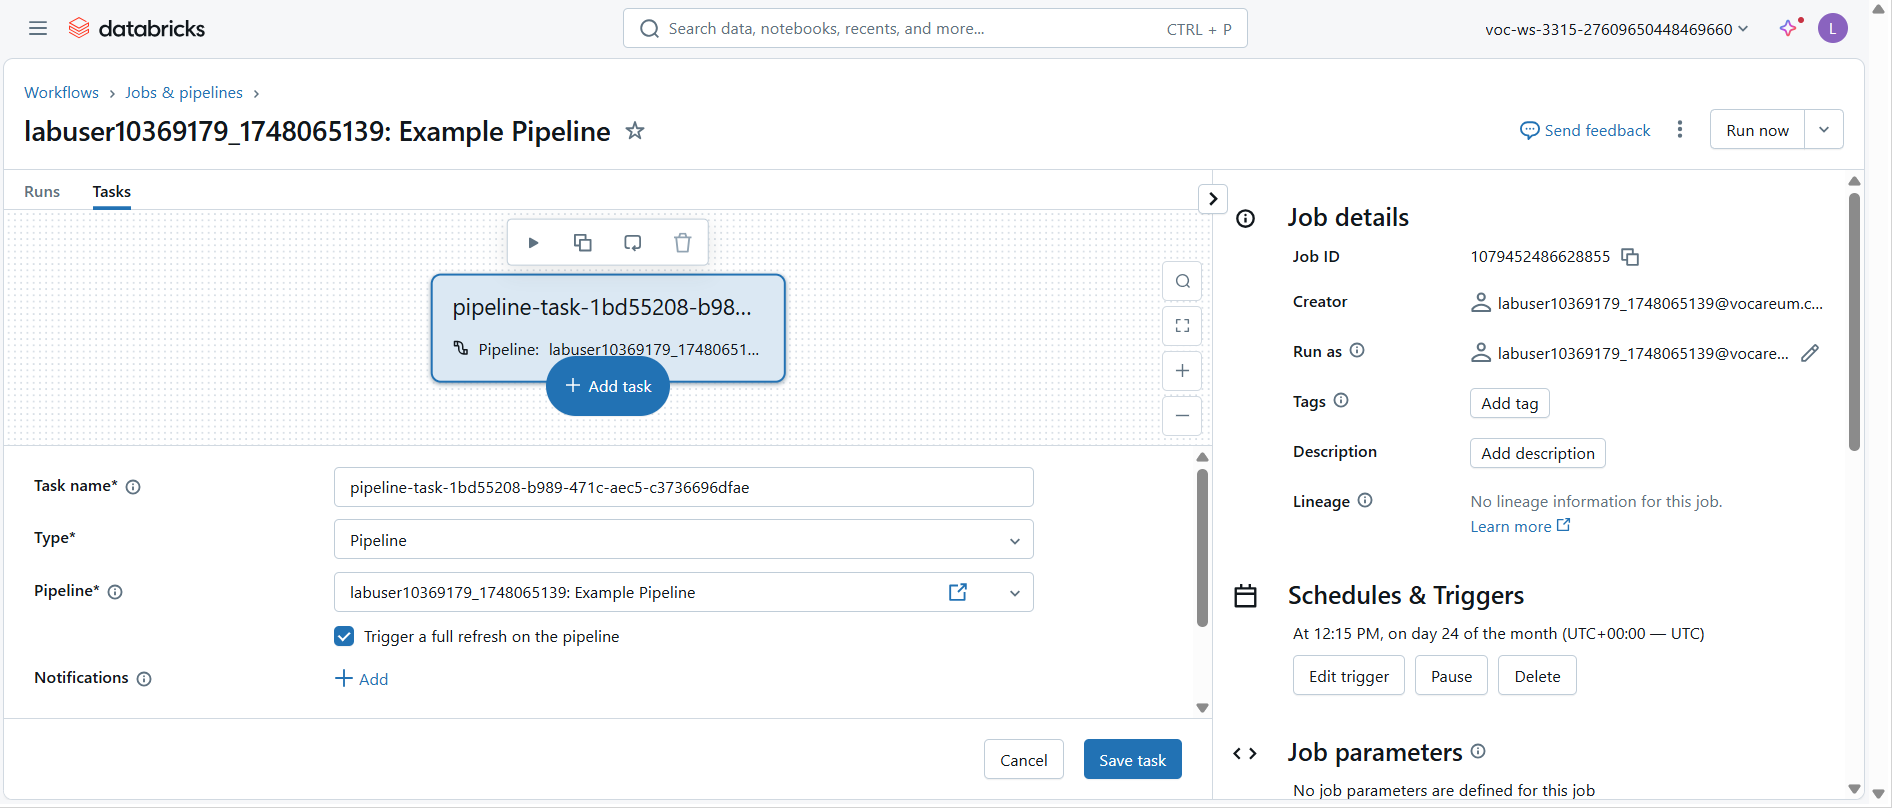 databricks
Search data, notebooks, recents, and more...
CTRL + P
voc-ws-3315-27609650448469660
L
Workflows › Jobs & pipelines ›
labuser10369179_1748065139: Example Pipeline
Send feedback
Run now
Runs
Tasks
pipeline-task-1bd55208-b98...
Pipeline: labuser10369179_17480651...
+ Add task
Task name*
pipeline-task-1bd55208-b989-471c-aec5-c3736696dfae
Type*
Pipeline
Pipeline*
labuser10369179_1748065139: Example Pipeline
Trigger a full refresh on the pipeline
Notifications
+ Add
Cancel
Save task
Job details
Job ID
1079452486628855
Creator
labuser10369179_1748065139@vocareum.c...
Run as
labuser10369179_1748065139@vocare...
Tags
Add tag
Description
Add description
Lineage
No lineage information for this job.
Learn more
Schedules & Triggers
At 12:15 PM, on day 24 of the month (UTC+00:00 — UTC)
Edit trigger
Pause
Delete
Job parameters
No job parameters are defined for this job